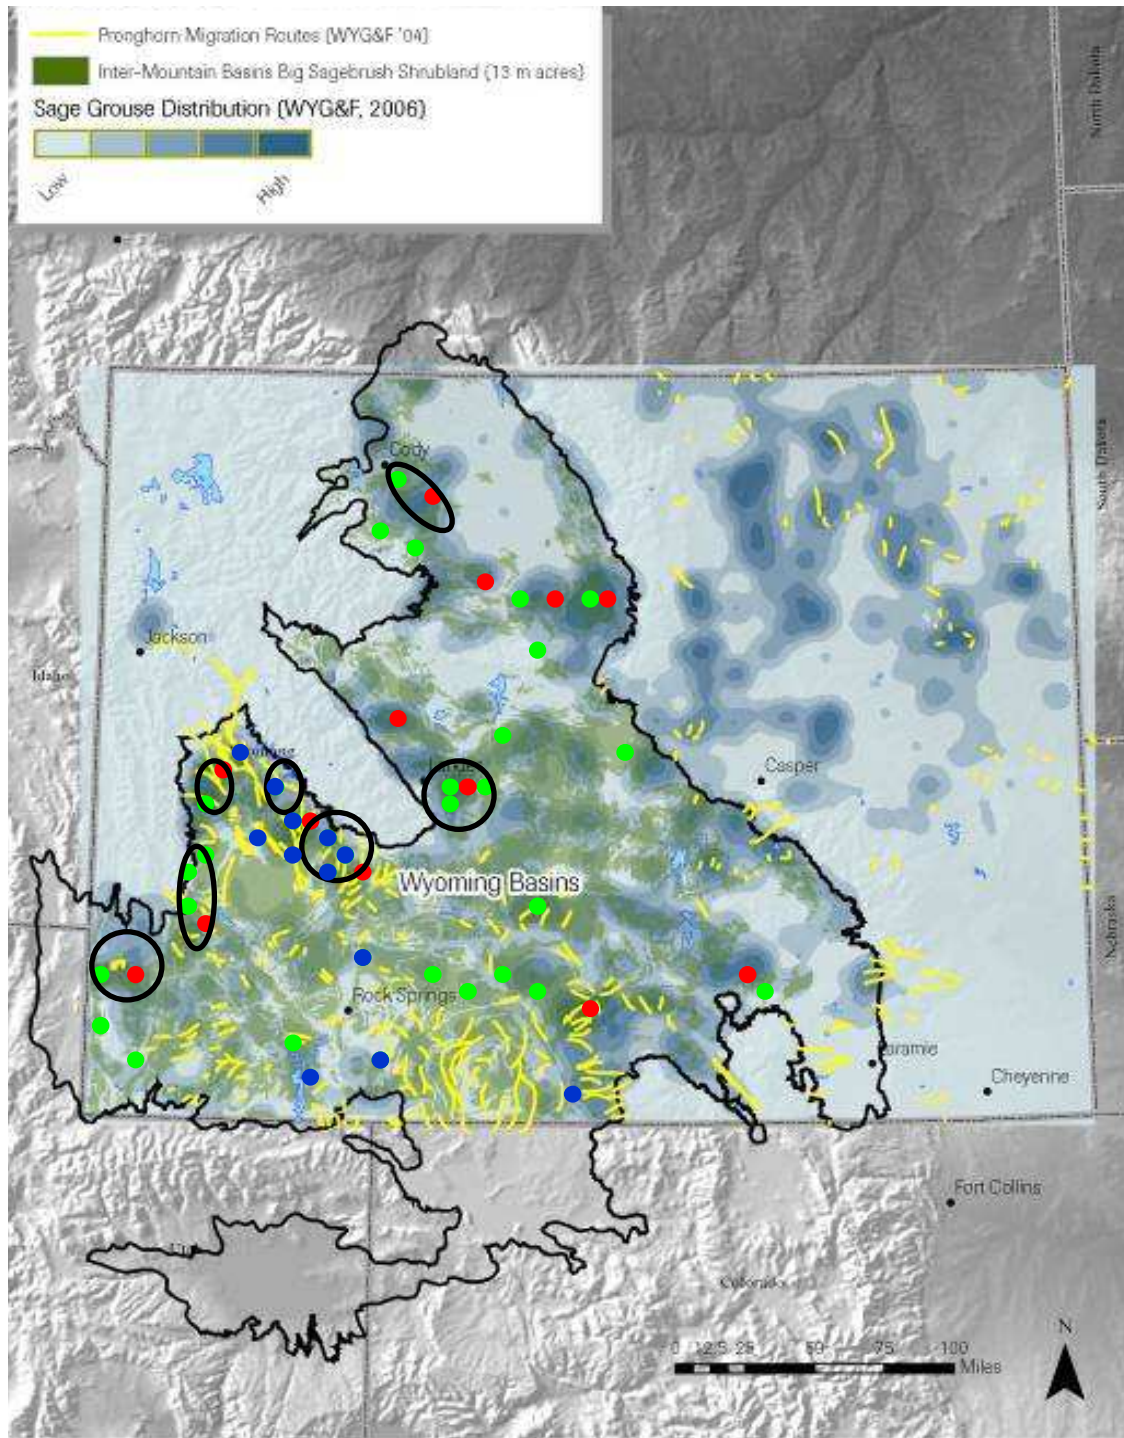 Pronghorn Migration Routes (WYG&F '04)
Inter-Mountain Basins Big Sagebrush Shrubland (13 m acres)
Sage Grouse Distribution (WYG&F, 2006)
Low
High
North Dakota
South Dakota
Cody
Jackson
Idaho
Casper
Wyoming Basins
Nebraska
Rock Springs
Laramie
Cheyenne
Fort Collins
Colorado
N
0 12.5 25 50 75 100
Miles